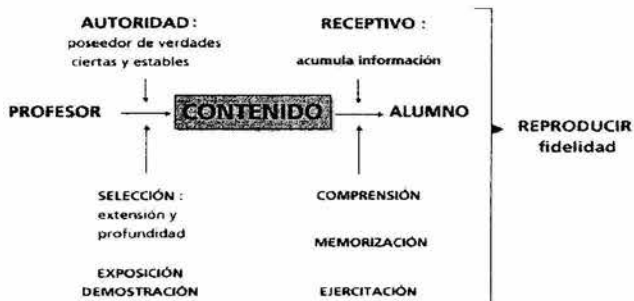 AUTORIDAD :
poseedor de verdades
ciertas y estables
RECEPTIVO :
acumula información
PROFESOR
CONTENIDO
ALUMNO
REPRODUCIR
fidelidad
SELECCIÓN :
extensión y
profundidad
EXPOSICIÓN
DEMOSTRACIÓN
COMPRENSIÓN
MEMORIZACIÓN
EJERCITACIÓN